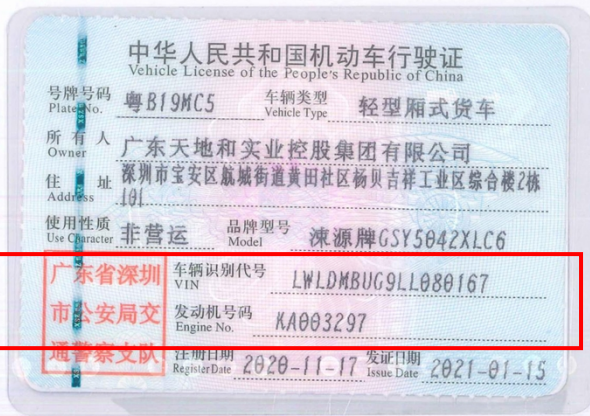 中华人民共和国机动车行驶证
Vehicle License of the People's Republic of China
号牌号码 粤B19MC5 车辆类型 轻型厢式货车
Plate No. Vehicle Type
所有人 广东天地和实业控股集团有限公司
Owner
住址 深圳市宝安区航城街道黄田社区杨贝吉祥工业区综合楼2栋
Address 101
使用性质 非营运 品牌型号 涑源牌GSY5042XLC6
Use Character Model
广东省深圳 车辆识别代号 LWLDMBUG9LL080167
VIN
市公安局交 发动机号码 KA003297
Engine No.
通警察支队 注册日期 2020-11-17 发证日期 2021-01-15
Register Date Issue Date